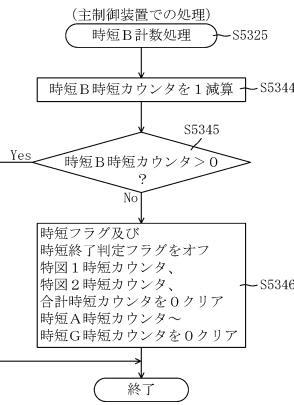 (主制御装置での処理)
時短Ｂ計数処理
S5325
時短Ｂ時短カウンタを１減算
S5344
S5345
Yes
時短Ｂ時短カウンタ＞０
？
No
時短フラグ及び
時短終了判定フラグをオフ
特図１時短カウンタ、
特図２時短カウンタ、
合計時短カウンタを０クリア
時短Ａ時短カウンタ～
時短Ｇ時短カウンタを０クリア
S5346
終了